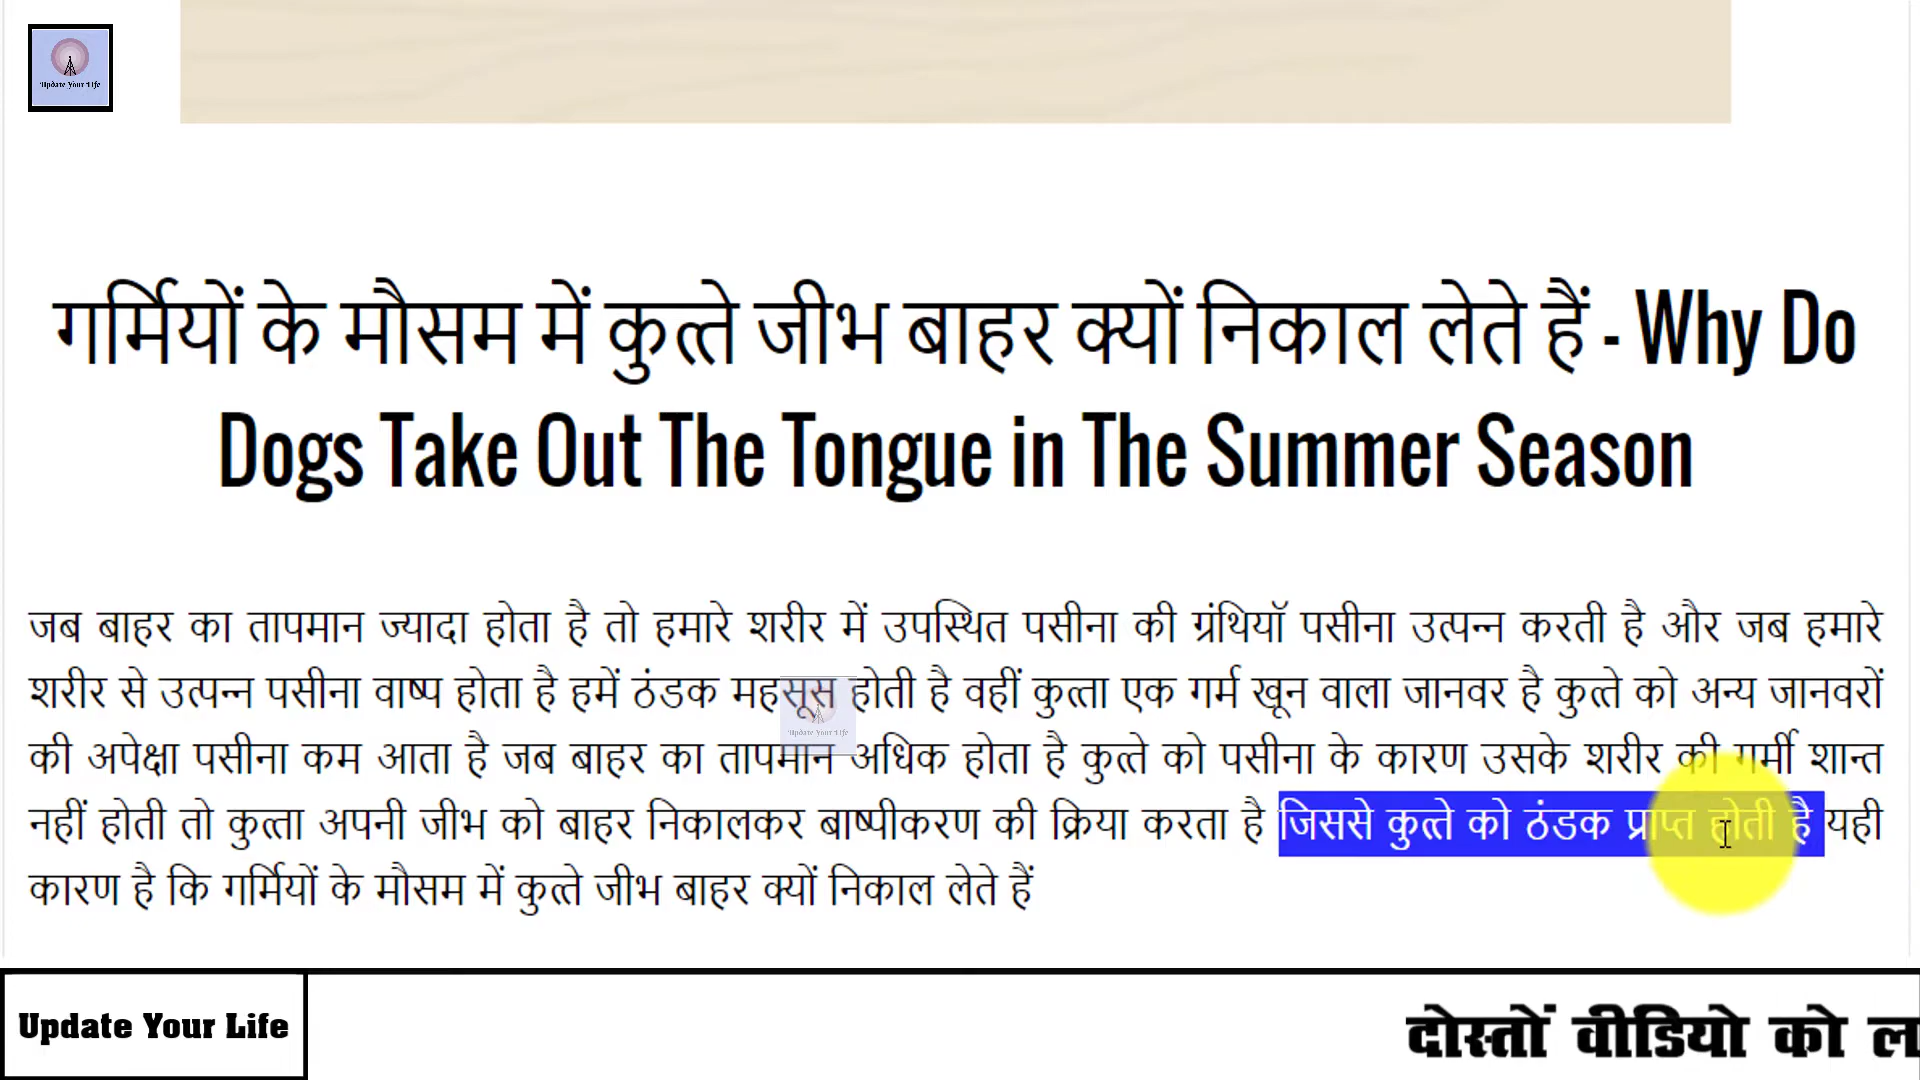 Update Your Life
गर्मियों के मौसम में कुत्ते जीभ बाहर क्यों निकाल लेते हैं - Why Do
Dogs Take Out The Tongue in The Summer Season
जब बाहर का तापमान ज्यादा होता है तो हमारे शरीर में उपस्थित पसीना की ग्रंथियॉ पसीना उत्पन्न करती है और जब हमारे
शरीर से उत्पन्न पसीना वाष्प होता है हमें ठंडक महसूस होती है वहीं कुत्ता एक गर्म खून वाला जानवर है कुत्ते को अन्य जानवरों
की अपेक्षा पसीना कम आता है जब बाहर का तापमान अधिक होता है कुत्ते को पसीना के कारण उसके शरीर की गर्मी शान्त
नहीं होती तो कुत्ता अपनी जीभ को बाहर निकालकर बाष्पीकरण की क्रिया करता है जिससे कुत्ते को ठंडक प्राप्त होती है यही
कारण है कि गर्मियों के मौसम में कुत्ते जीभ बाहर क्यों निकाल लेते हैं
Update Your Life
Update Your Life
दोस्तों वीडियो को